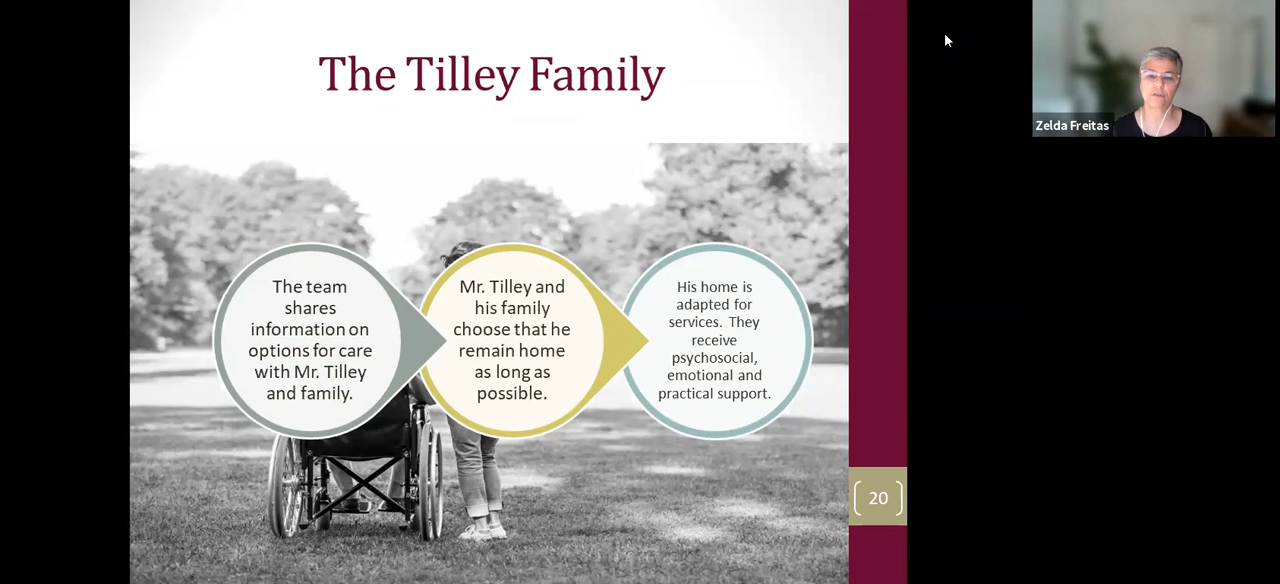 The Tilley Family
Zelda Freitas
The team
shares
information on
options for care
with Mr. Tilley
and family.
Mr. Tilley and
his family
choose that he
remain home
as long as
possible.
His home is
adapted for
services. They
receive
psychosocial,
emotional and
practical support.
20